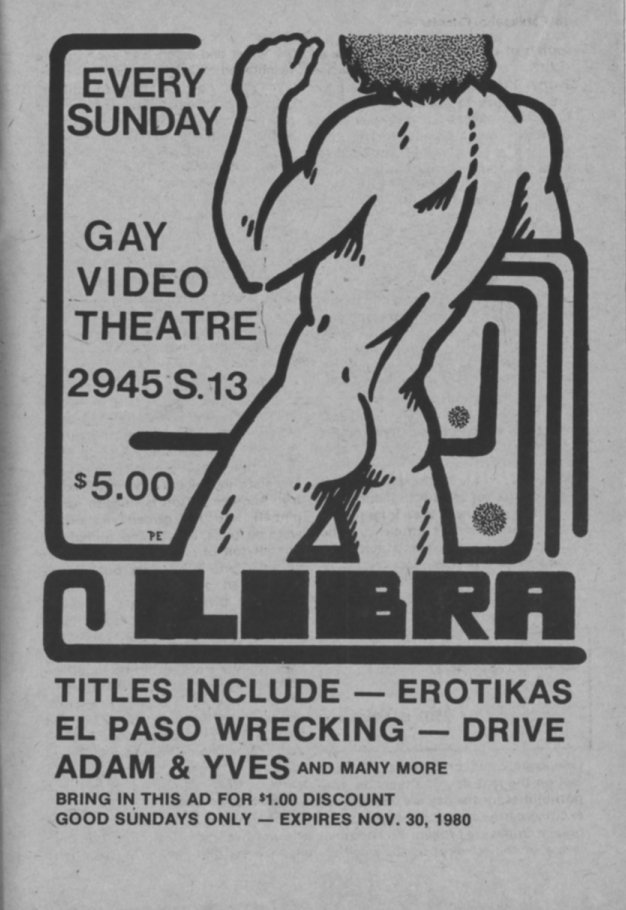 EVERY
SUNDAY
GAY
VIDEO
THEATRE
2945 S.13
$5.00
PE
LIBRA
TITLES INCLUDE — EROTIKAS
EL PASO WRECKING — DRIVE
ADAM & YVES AND MANY MORE
BRING IN THIS AD FOR $1.00 DISCOUNT
GOOD SUNDAYS ONLY — EXPIRES NOV. 30, 1980